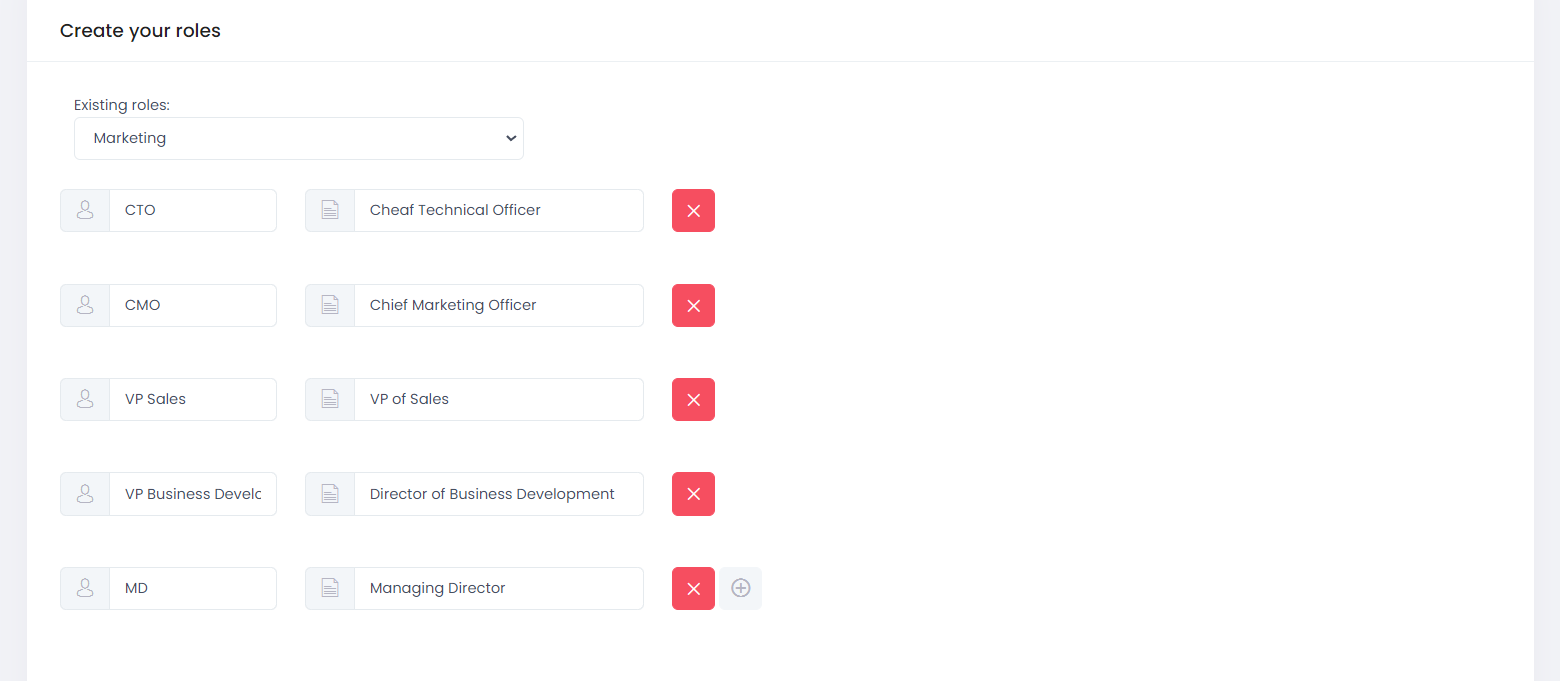 Create your roles
Existing roles:
Marketing
CTO Cheaf Technical Officer
CMO Chief Marketing Officer
VP Sales VP of Sales
VP Business Develc Director of Business Development
MD Managing Director